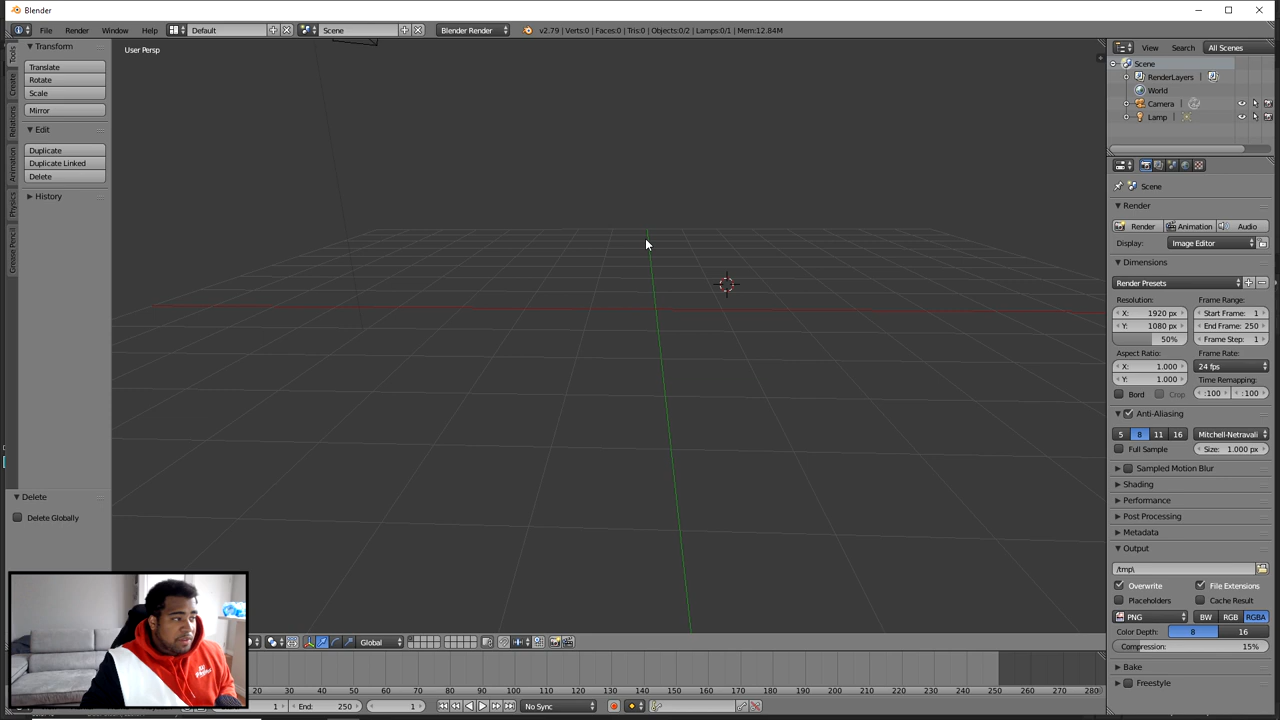 Blender
File Render Window Help Default Scene Blender Render v2.79 | Verts:0 | Faces:0 | Tris:0 | Objects:0/2 | Lamps:0/1 | Mem:12.84M
User Persp
Tools
Create
Relations
Animation
Physics
Grease Pencil
Transform
Translate
Rotate
Scale
Mirror
Edit
Duplicate
Duplicate Linked
Delete
History
Delete
Delete Globally
View Search All Scenes
Scene
RenderLayers
World
Camera
Lamp
Scene
Render
Render Animation Audio
Display: Image Editor
Dimensions
Render Presets
Resolution: Frame Range:
X: 1920 px Start Frame: 1
Y: 1080 px End Frame: 250
50% Frame Step: 1
Aspect Ratio: Frame Rate:
X: 1.000 24 fps
Y: 1.000 Time Remapping:
Bord Crop :100 :100
Anti-Aliasing
5 8 11 16 Mitchell-Netravali
Full Sample Size: 1.000 px
Sampled Motion Blur
Shading
Performance
Post Processing
Metadata
Output
/tmp\
Overwrite File Extensions
Placeholders Cache Result
PNG BW RGB RGBA
Color Depth: 8 16
Compression: 15%
Bake
Freestyle
Global
20 30 40 50 60 70 80 90 100 110 120 130 140 150 160 170 180 190 200 210 220 230 240 250 260 270 280
1 End: 250 1 No Sync